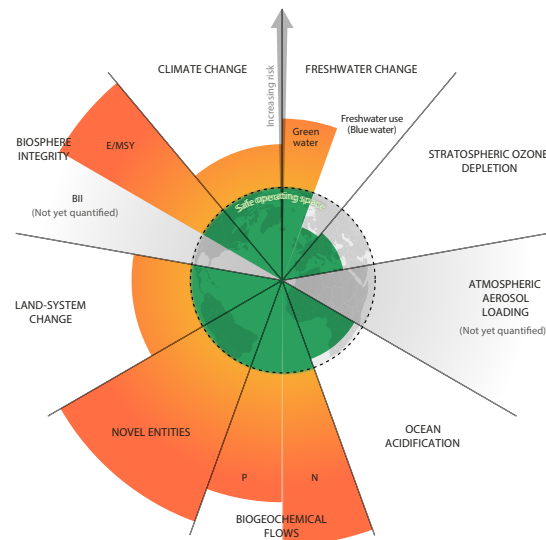 CLIMATE CHANGE
FRESHWATER CHANGE
Increasing risk
Freshwater use
(Blue water)
Green
water
BIOSPHERE
INTEGRITY
E/MSY
STRATOSPHERIC OZONE
DEPLETION
BII
(Not yet quantified)
Safe operating space
ATMOSPHERIC
AEROSOL
LOADING
(Not yet quantified)
LAND-SYSTEM
CHANGE
NOVEL ENTITIES
OCEAN
ACIDIFICATION
P
N
BIOGEOCHEMICAL
FLOWS